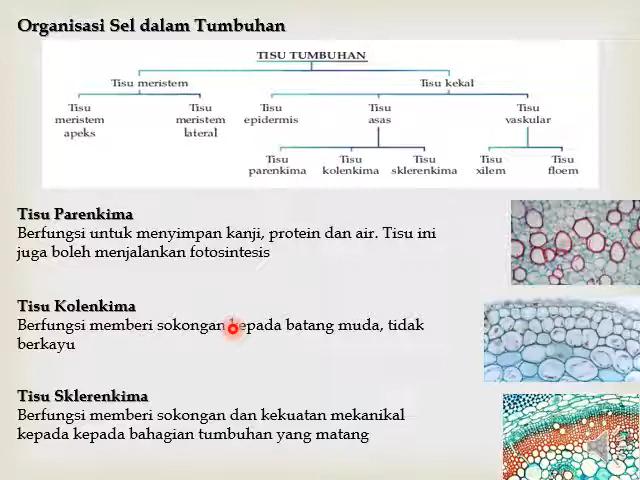 Organisasi Sel dalam Tumbuhan
TISU TUMBUHAN
Tisu meristem
Tisu kekal
Tisu meristem apeks
Tisu meristem lateral
Tisu epidermis
Tisu asas
Tisu vaskular
Tisu parenkima
Tisu kolenkima
Tisu sklerenkima
Tisu xilem
Tisu floem
Tisu Parenkima
Berfungsi untuk menyimpan kanji, protein dan air. Tisu ini
juga boleh menjalankan fotosintesis
Tisu Kolenkima
Berfungsi memberi sokongan kepada batang muda, tidak
berkayu
Tisu Sklerenkima
Berfungsi memberi sokongan dan kekuatan mekanikal
kepada kepada bahagian tumbuhan yang matang